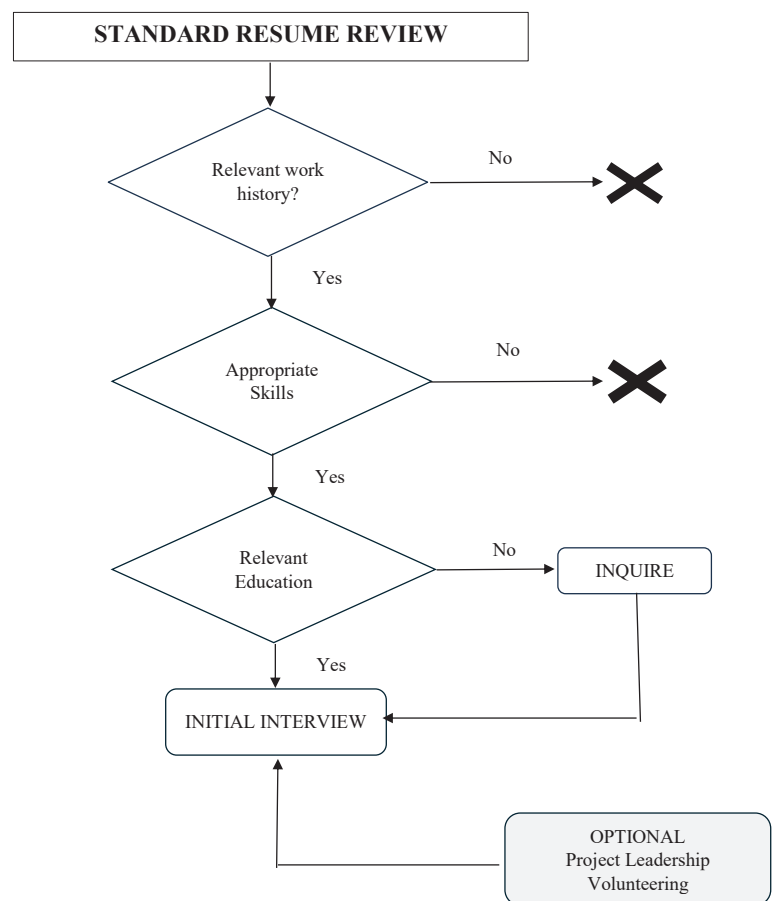 STANDARD RESUME REVIEW
Relevant work
history?
No
Yes
Appropriate
Skills
No
Yes
Relevant
Education
No
INQUIRE
Yes
INITIAL INTERVIEW
OPTIONAL
Project Leadership
Volunteering